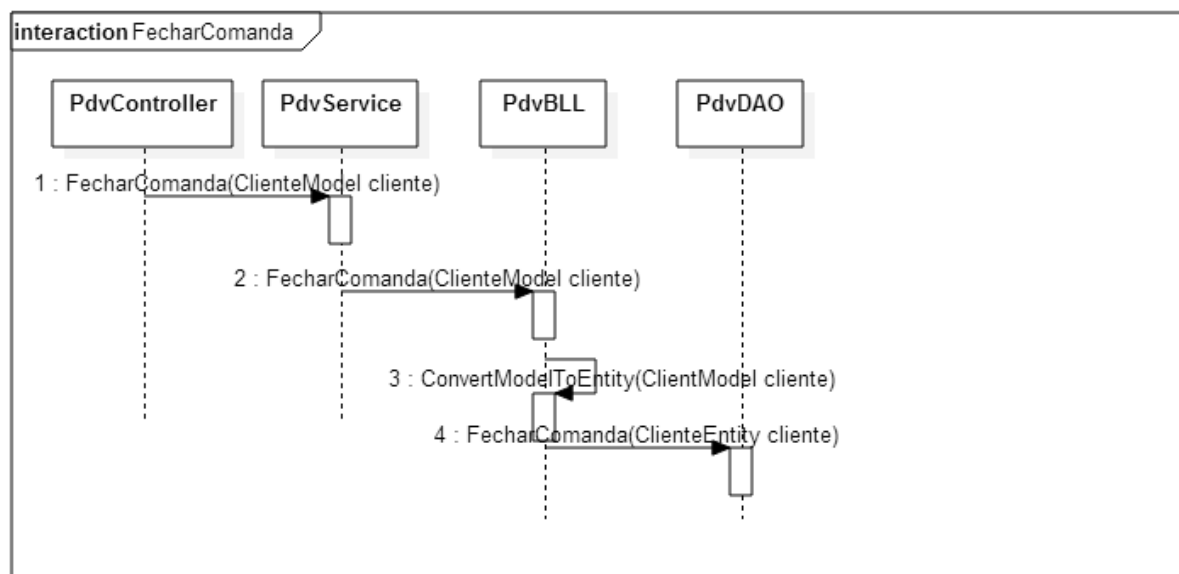 interaction FecharComanda
PdvController
PdvService
PdvBLL
PdvDAO
1 : FecharComanda(ClienteModel cliente)
2 : FecharComanda(ClienteModel cliente)
3 : ConvertModelToEntity(ClientModel cliente)
4 : FecharComanda(ClienteEntity cliente)